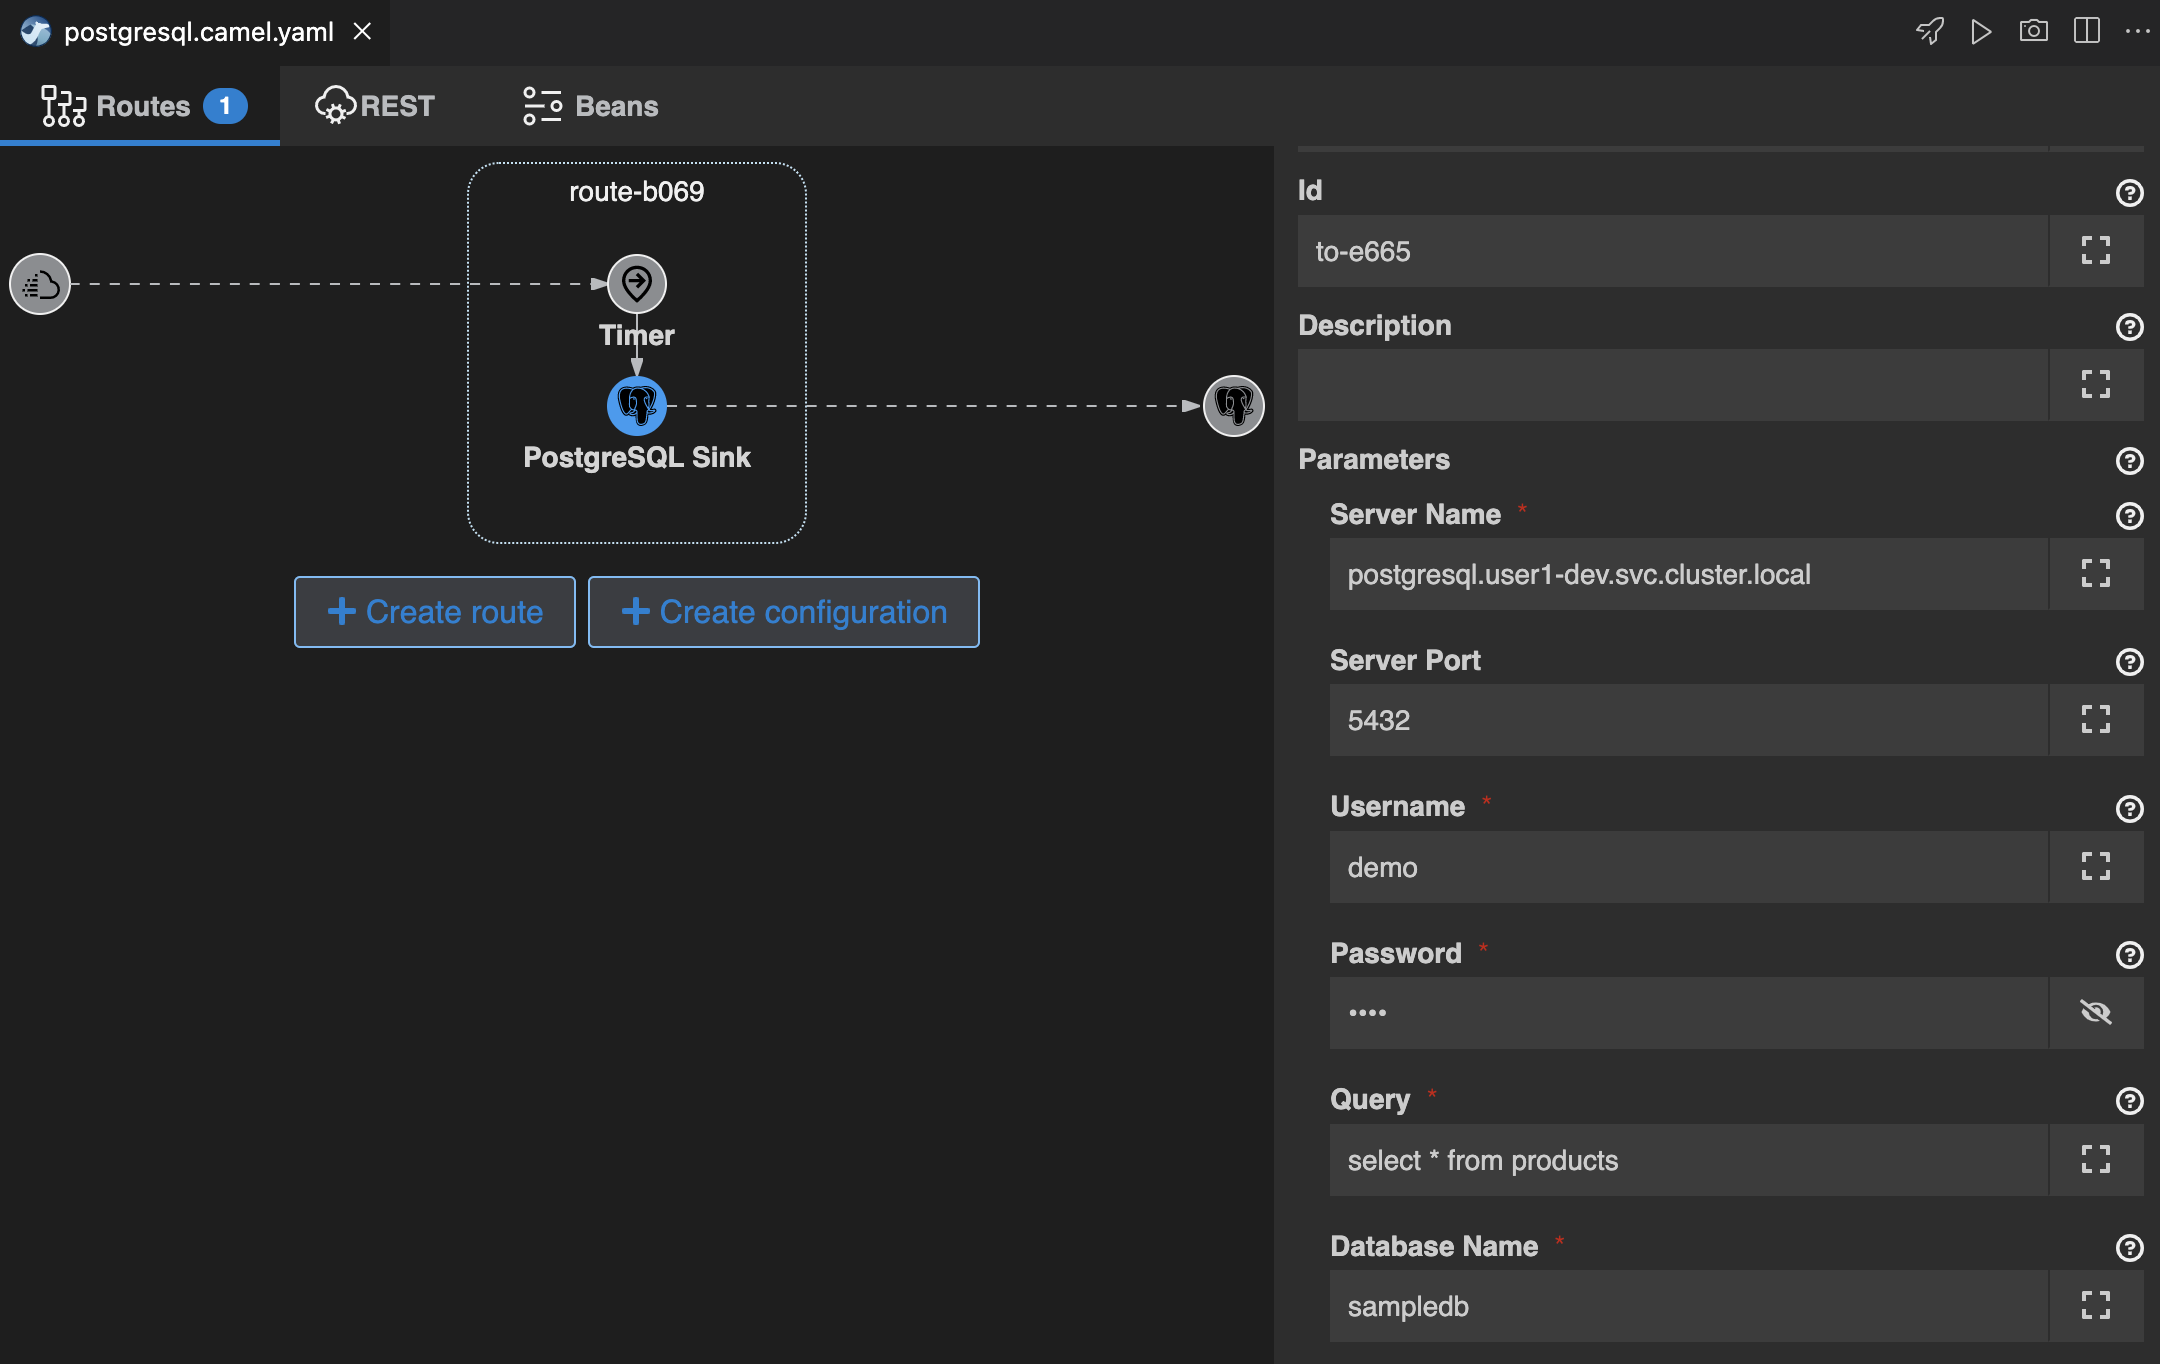 postgresql.camel.yaml
Routes 1
REST
Beans
route-b069
Timer
PostgreSQL Sink
Create route
Create configuration
Id
to-e665
Description
Parameters
Server Name *
postgresql.user1-dev.svc.cluster.local
Server Port
5432
Username *
demo
Password *
••••
Query *
select * from products
Database Name *
sampledb